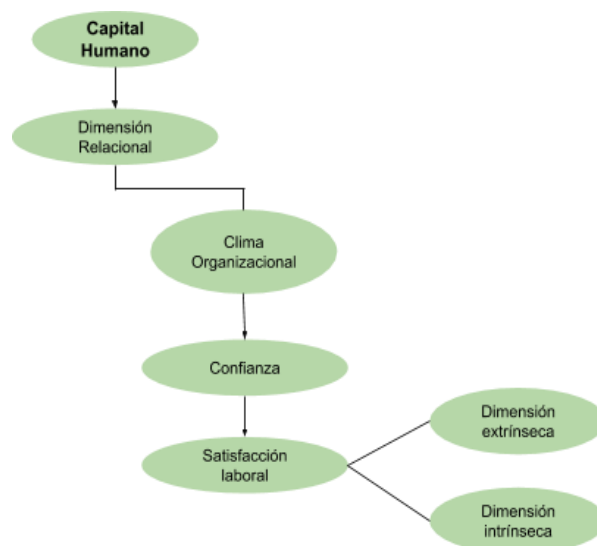 Capital
Humano
Dimensión
Relacional
Clima
Organizacional
Confianza
Satisfacción
laboral
Dimensión
extrínseca
Dimensión
intrínseca